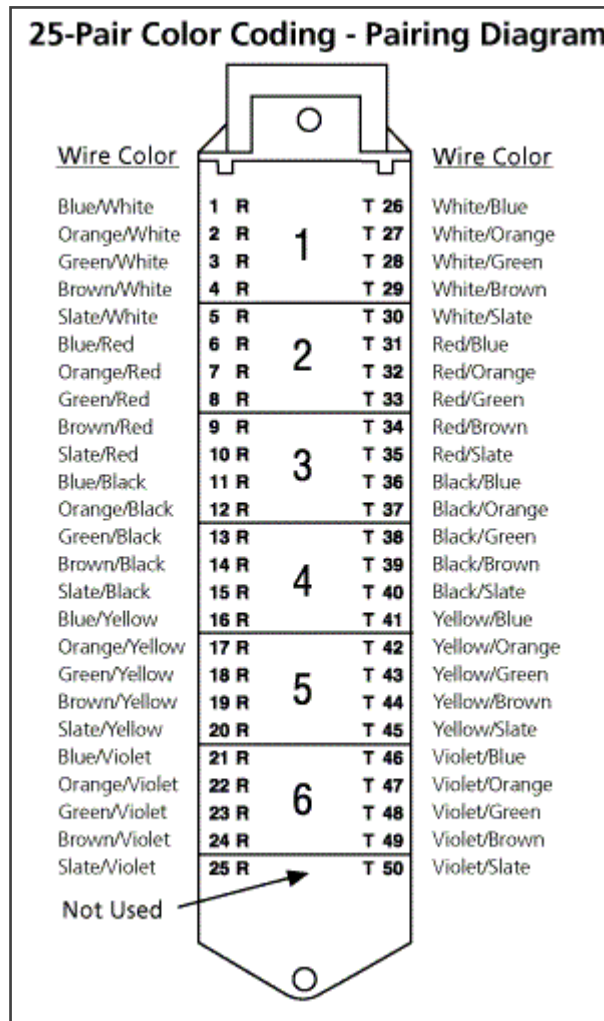 25-Pair Color Coding - Pairing Diagram
Wire Color Wire Color
Blue/White 1 R T 26 White/Blue
Orange/White 2 R T 27 White/Orange
Green/White 3 R 1 T 28 White/Green
Brown/White 4 R T 29 White/Brown
Slate/White 5 R T 30 White/Slate
Blue/Red 6 R 2 T 31 Red/Blue
Orange/Red 7 R T 32 Red/Orange
Green/Red 8 R T 33 Red/Green
Brown/Red 9 R T 34 Red/Brown
Slate/Red 10 R 3 T 35 Red/Slate
Blue/Black 11 R T 36 Black/Blue
Orange/Black 12 R T 37 Black/Orange
Green/Black 13 R T 38 Black/Green
Brown/Black 14 R 4 T 39 Black/Brown
Slate/Black 15 R T 40 Black/Slate
Blue/Yellow 16 R T 41 Yellow/Blue
Orange/Yellow 17 R T 42 Yellow/Orange
Green/Yellow 18 R 5 T 43 Yellow/Green
Brown/Yellow 19 R T 44 Yellow/Brown
Slate/Yellow 20 R T 45 Yellow/Slate
Blue/Violet 21 R T 46 Violet/Blue
Orange/Violet 22 R 6 T 47 Violet/Orange
Green/Violet 23 R T 48 Violet/Green
Brown/Violet 24 R T 49 Violet/Brown
Slate/Violet 25 R T 50 Violet/Slate
Not Used